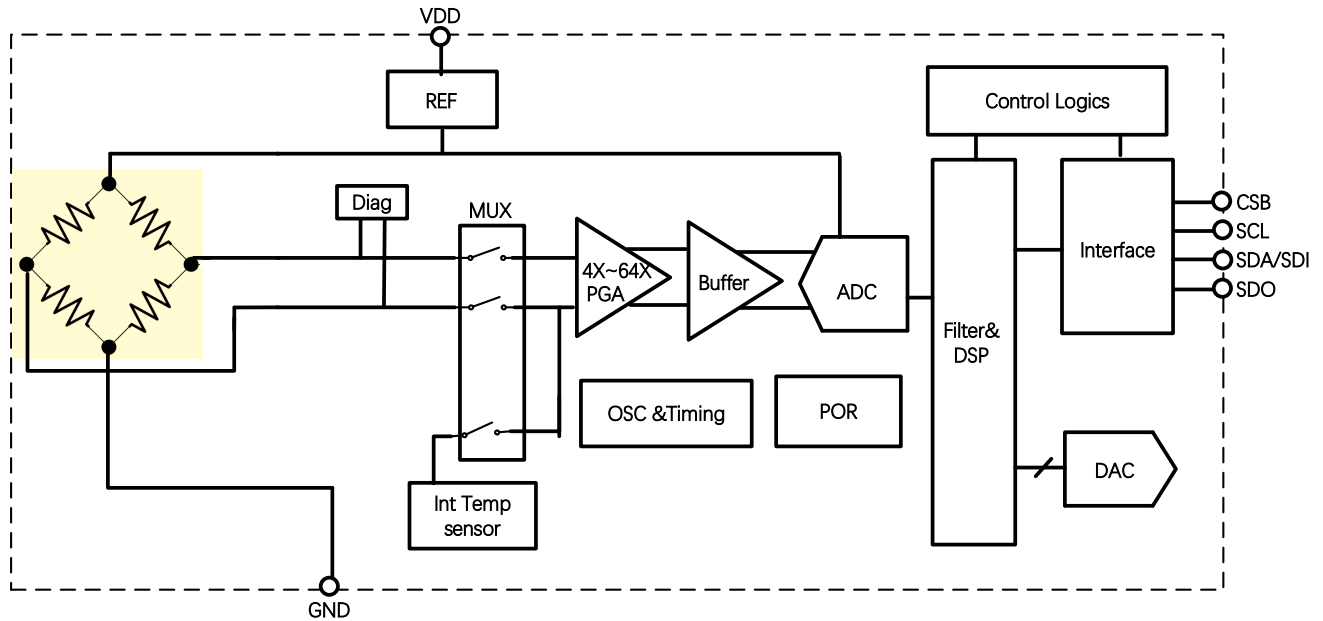 VDD
REF
Control Logics
Diag
MUX
CSB
SCL
SDA/SDI
SDO
Interface
4X~64X
PGA
Buffer
ADC
Filter&
DSP
OSC &Timing
POR
DAC
Int Temp
sensor
GND